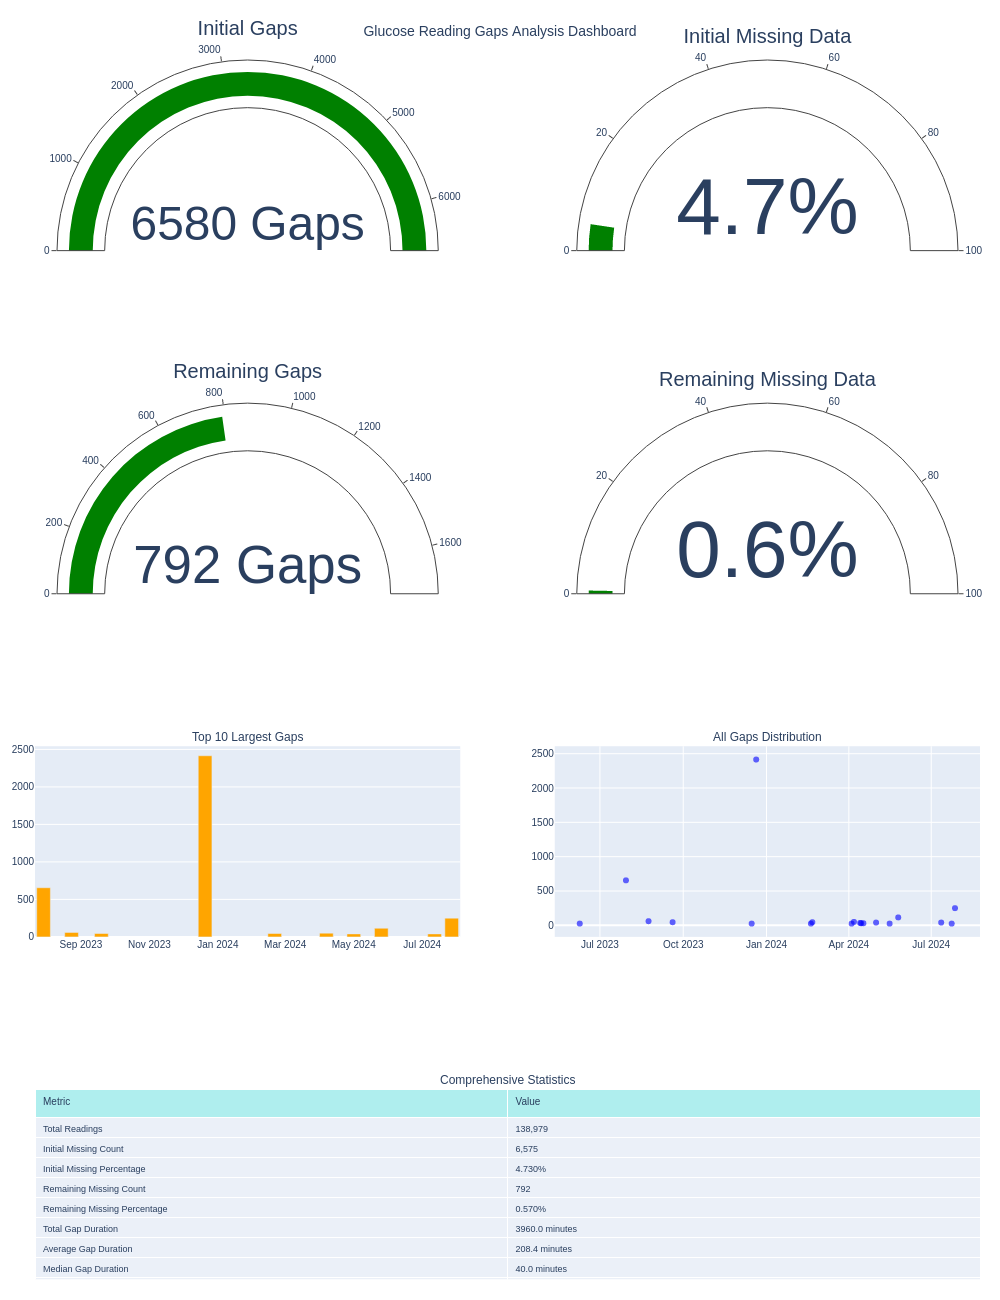 Glucose Reading Gaps Analysis Dashboard
Initial Gaps
0
1000
2000
3000
4000
5000
6000
6580 Gaps
Initial Missing Data
0
20
40
60
80
100
4.7%
Remaining Gaps
0
200
400
600
800
1000
1200
1400
1600
792 Gaps
Remaining Missing Data
0
20
40
60
80
100
0.6%
Top 10 Largest Gaps
2500
2000
1500
1000
500
0
Sep 2023 Nov 2023 Jan 2024 Mar 2024 May 2024 Jul 2024
All Gaps Distribution
2500
2000
1500
1000
500
0
Jul 2023 Oct 2023 Jan 2024 Apr 2024 Jul 2024
Comprehensive Statistics
Metric Value
Total Readings 138,979
Initial Missing Count 6,575
Initial Missing Percentage 4.730%
Remaining Missing Count 792
Remaining Missing Percentage 0.570%
Total Gap Duration 3960.0 minutes
Average Gap Duration 208.4 minutes
Median Gap Duration 40.0 minutes